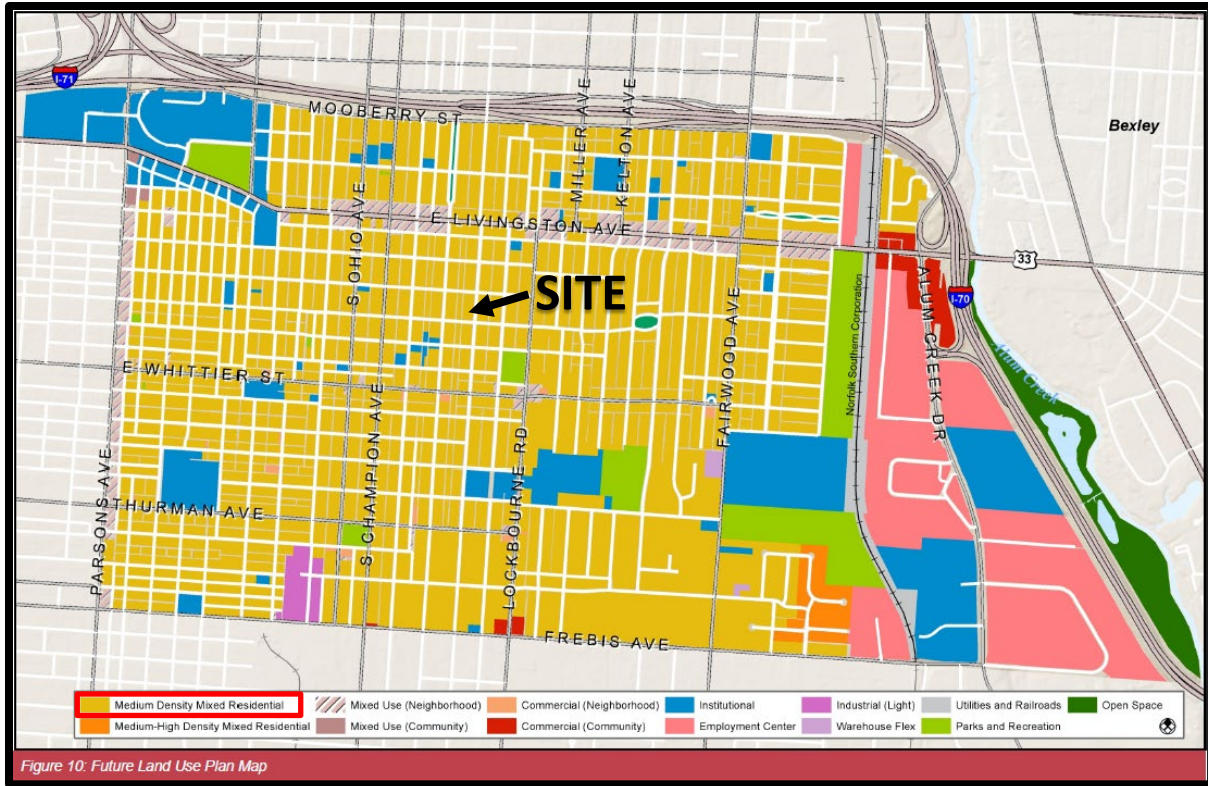 I-71
MOOBERRY ST
MILLER AVE
KELTON AVE
Bexley
S OHIO AVE
E LIVINGSTON AVE
33
SITE
ALUM CREEK DR
I-70
Norfolk Southern Corporation
FAIRWOOD AVE
Alum Creek
E WHITTIER ST
S CHAMPION AVE
LOCKBOURNE RD
PARSONS AVE
THURMAN AVE
FREBIS AVE
Medium Density Mixed Residential
Mixed Use (Neighborhood)
Commercial (Neighborhood)
Institutional
Industrial (Light)
Utilities and Railroads
Open Space
Medium-High Density Mixed Residential
Mixed Use (Community)
Commercial (Community)
Employment Center
Warehouse Flex
Parks and Recreation
Figure 10: Future Land Use Plan Map